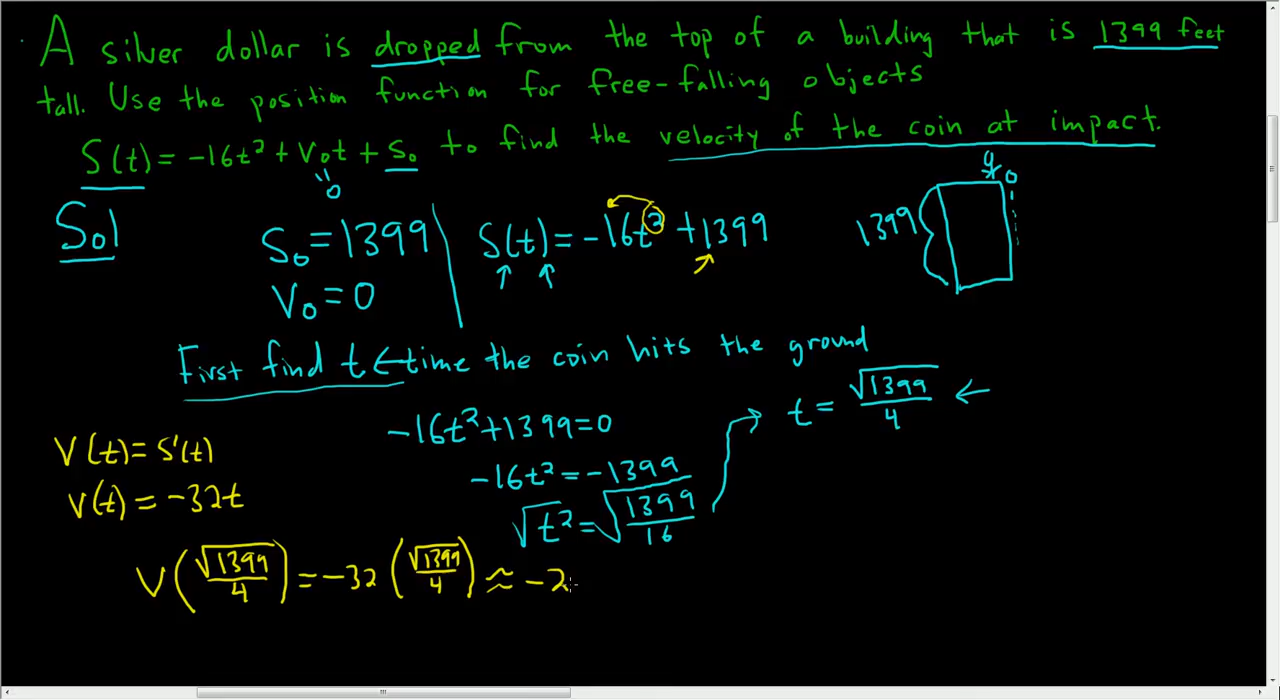 A silver dollar is dropped from the top of a building that is 1399 feet
tall. Use the position function for free-falling objects
S(t) = -16t² + V₀t + S₀ to find the velocity of the coin at impact.
"0
Sol
S₀ = 1399
V₀ = 0
S(t) = -16t² + 1399
1399
0
First find t ← time the coin hits the ground
-16t² + 1399 = 0
-16t² = -1399
√t² = √(1399/16)
t = √1399/4 ←
V(t) = S'(t)
V(t) = -32t
V(√1399/4) = -32(√1399/4) ≈ -2